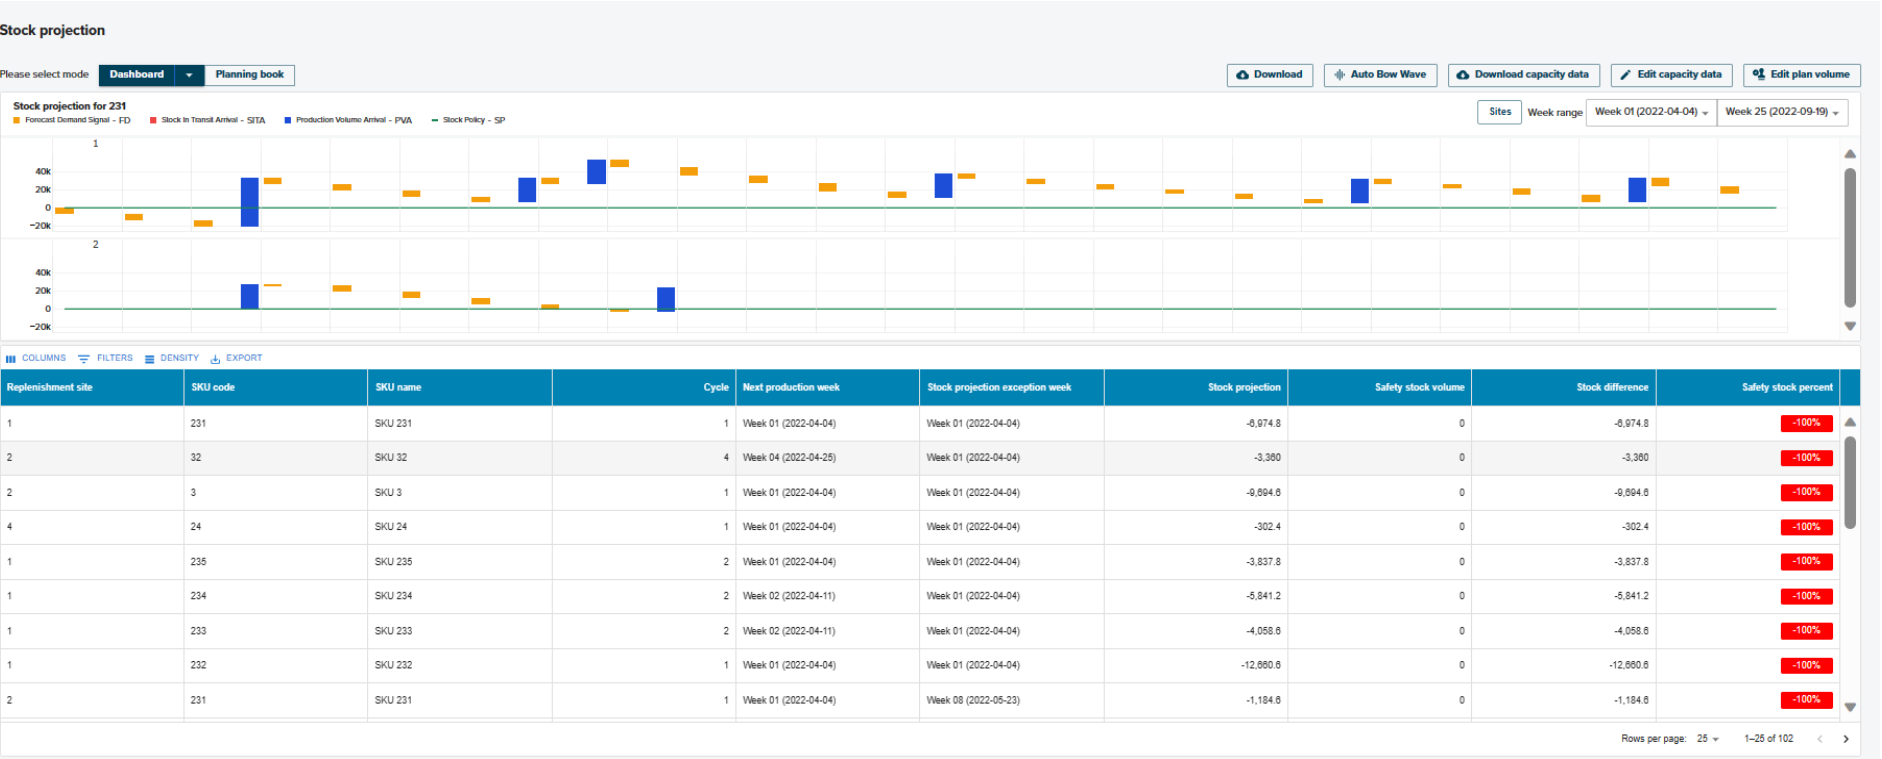 Stock projection
Please select mode Dashboard Planning book Download Auto Bow Wave Download capacity data Edit capacity data Edit plan volume
Stock projection for 231
Forecast Demand Signal - FD Stock In Transit Arrival - SITA Production Volume Arrival - PVA Stock Policy - SP
Sites Week range Week 01 (2022-04-04) Week 25 (2022-09-19)
1
40k
20k
0
−20k
2
40k
20k
0
−20k
COLUMNS FILTERS DENSITY EXPORT
Replenishment site SKU code SKU name Cycle Next production week Stock projection exception week Stock projection Safety stock volume Stock difference Safety stock percent
1 231 SKU 231 1 Week 01 (2022-04-04) Week 01 (2022-04-04) -6,974.8 0 -6,974.8 -100%
2 32 SKU 32 4 Week 04 (2022-04-25) Week 01 (2022-04-04) -3,360 0 -3,360 -100%
2 3 SKU 3 1 Week 01 (2022-04-04) Week 01 (2022-04-04) -9,694.6 0 -9,694.6 -100%
4 24 SKU 24 1 Week 01 (2022-04-04) Week 01 (2022-04-04) -302.4 0 -302.4 -100%
1 235 SKU 235 2 Week 01 (2022-04-04) Week 01 (2022-04-04) -3,837.8 0 -3,837.8 -100%
1 234 SKU 234 2 Week 02 (2022-04-11) Week 01 (2022-04-04) -5,841.2 0 -5,841.2 -100%
1 233 SKU 233 2 Week 02 (2022-04-11) Week 01 (2022-04-04) -4,058.6 0 -4,058.6 -100%
1 232 SKU 232 1 Week 01 (2022-04-04) Week 01 (2022-04-04) -12,660.6 0 -12,660.6 -100%
2 231 SKU 231 1 Week 01 (2022-04-04) Week 08 (2022-05-23) -1,184.6 0 -1,184.6 -100%
Rows per page: 25 1–25 of 102